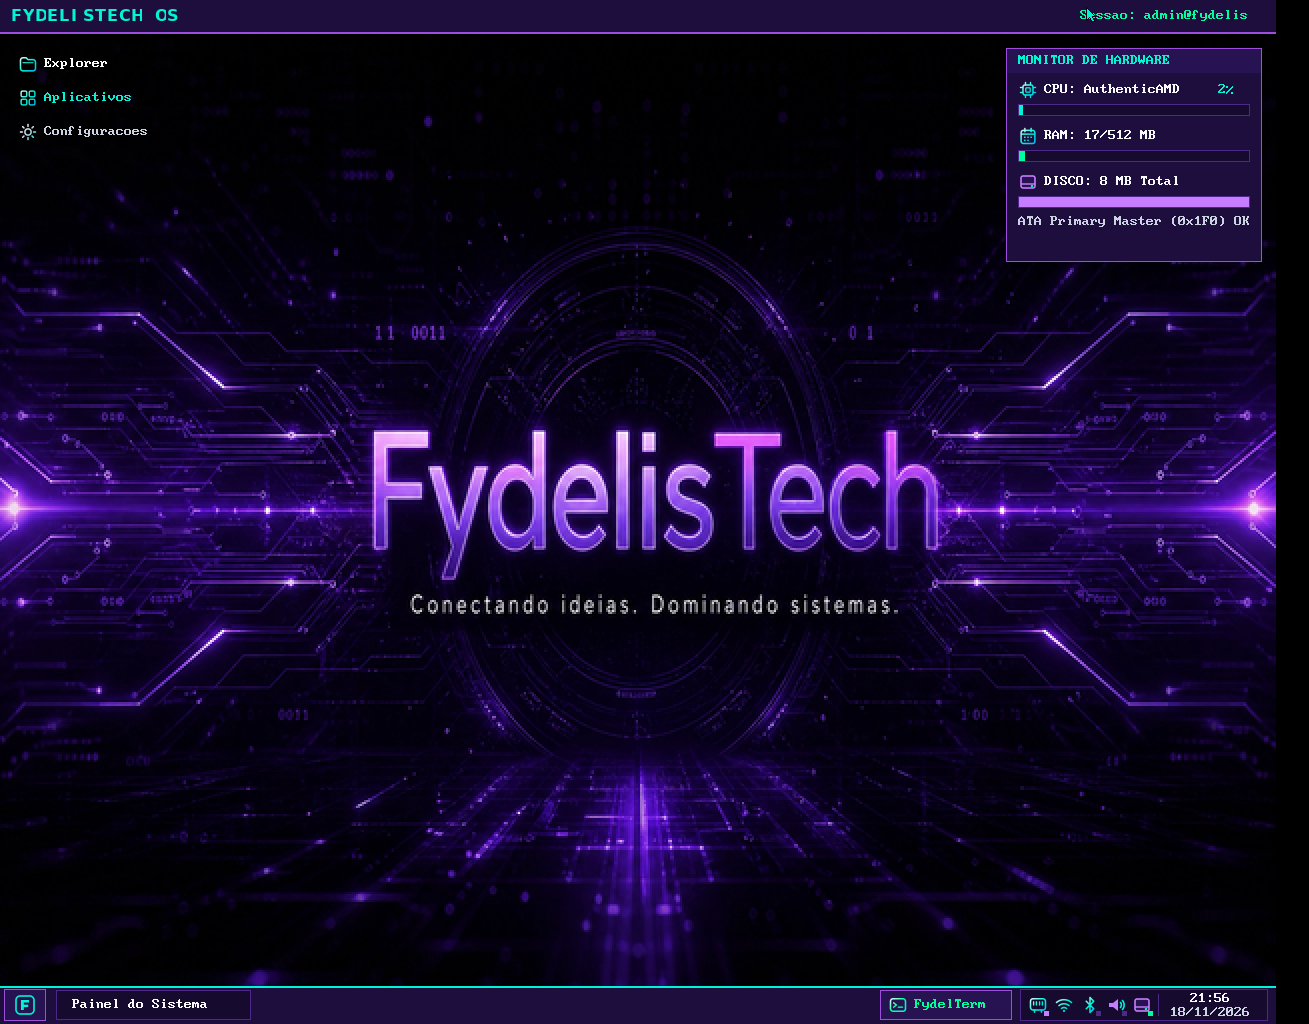 FYDELISTECH OS
Sessao: admin@fydelis
Explorer
Aplicativos
Configuracoes
MONITOR DE HARDWARE
CPU: AuthenticAMD 2%
RAM: 17/512 MB
DISCO: 8 MB Total
ATA Primary Master (0x1F0) OK
0011
11 0011
0 1
FydelisTech
Conectando ideias. Dominando sistemas.
0011
F
Painel do Sistema
FydelTerm
21:56
18/11/2026